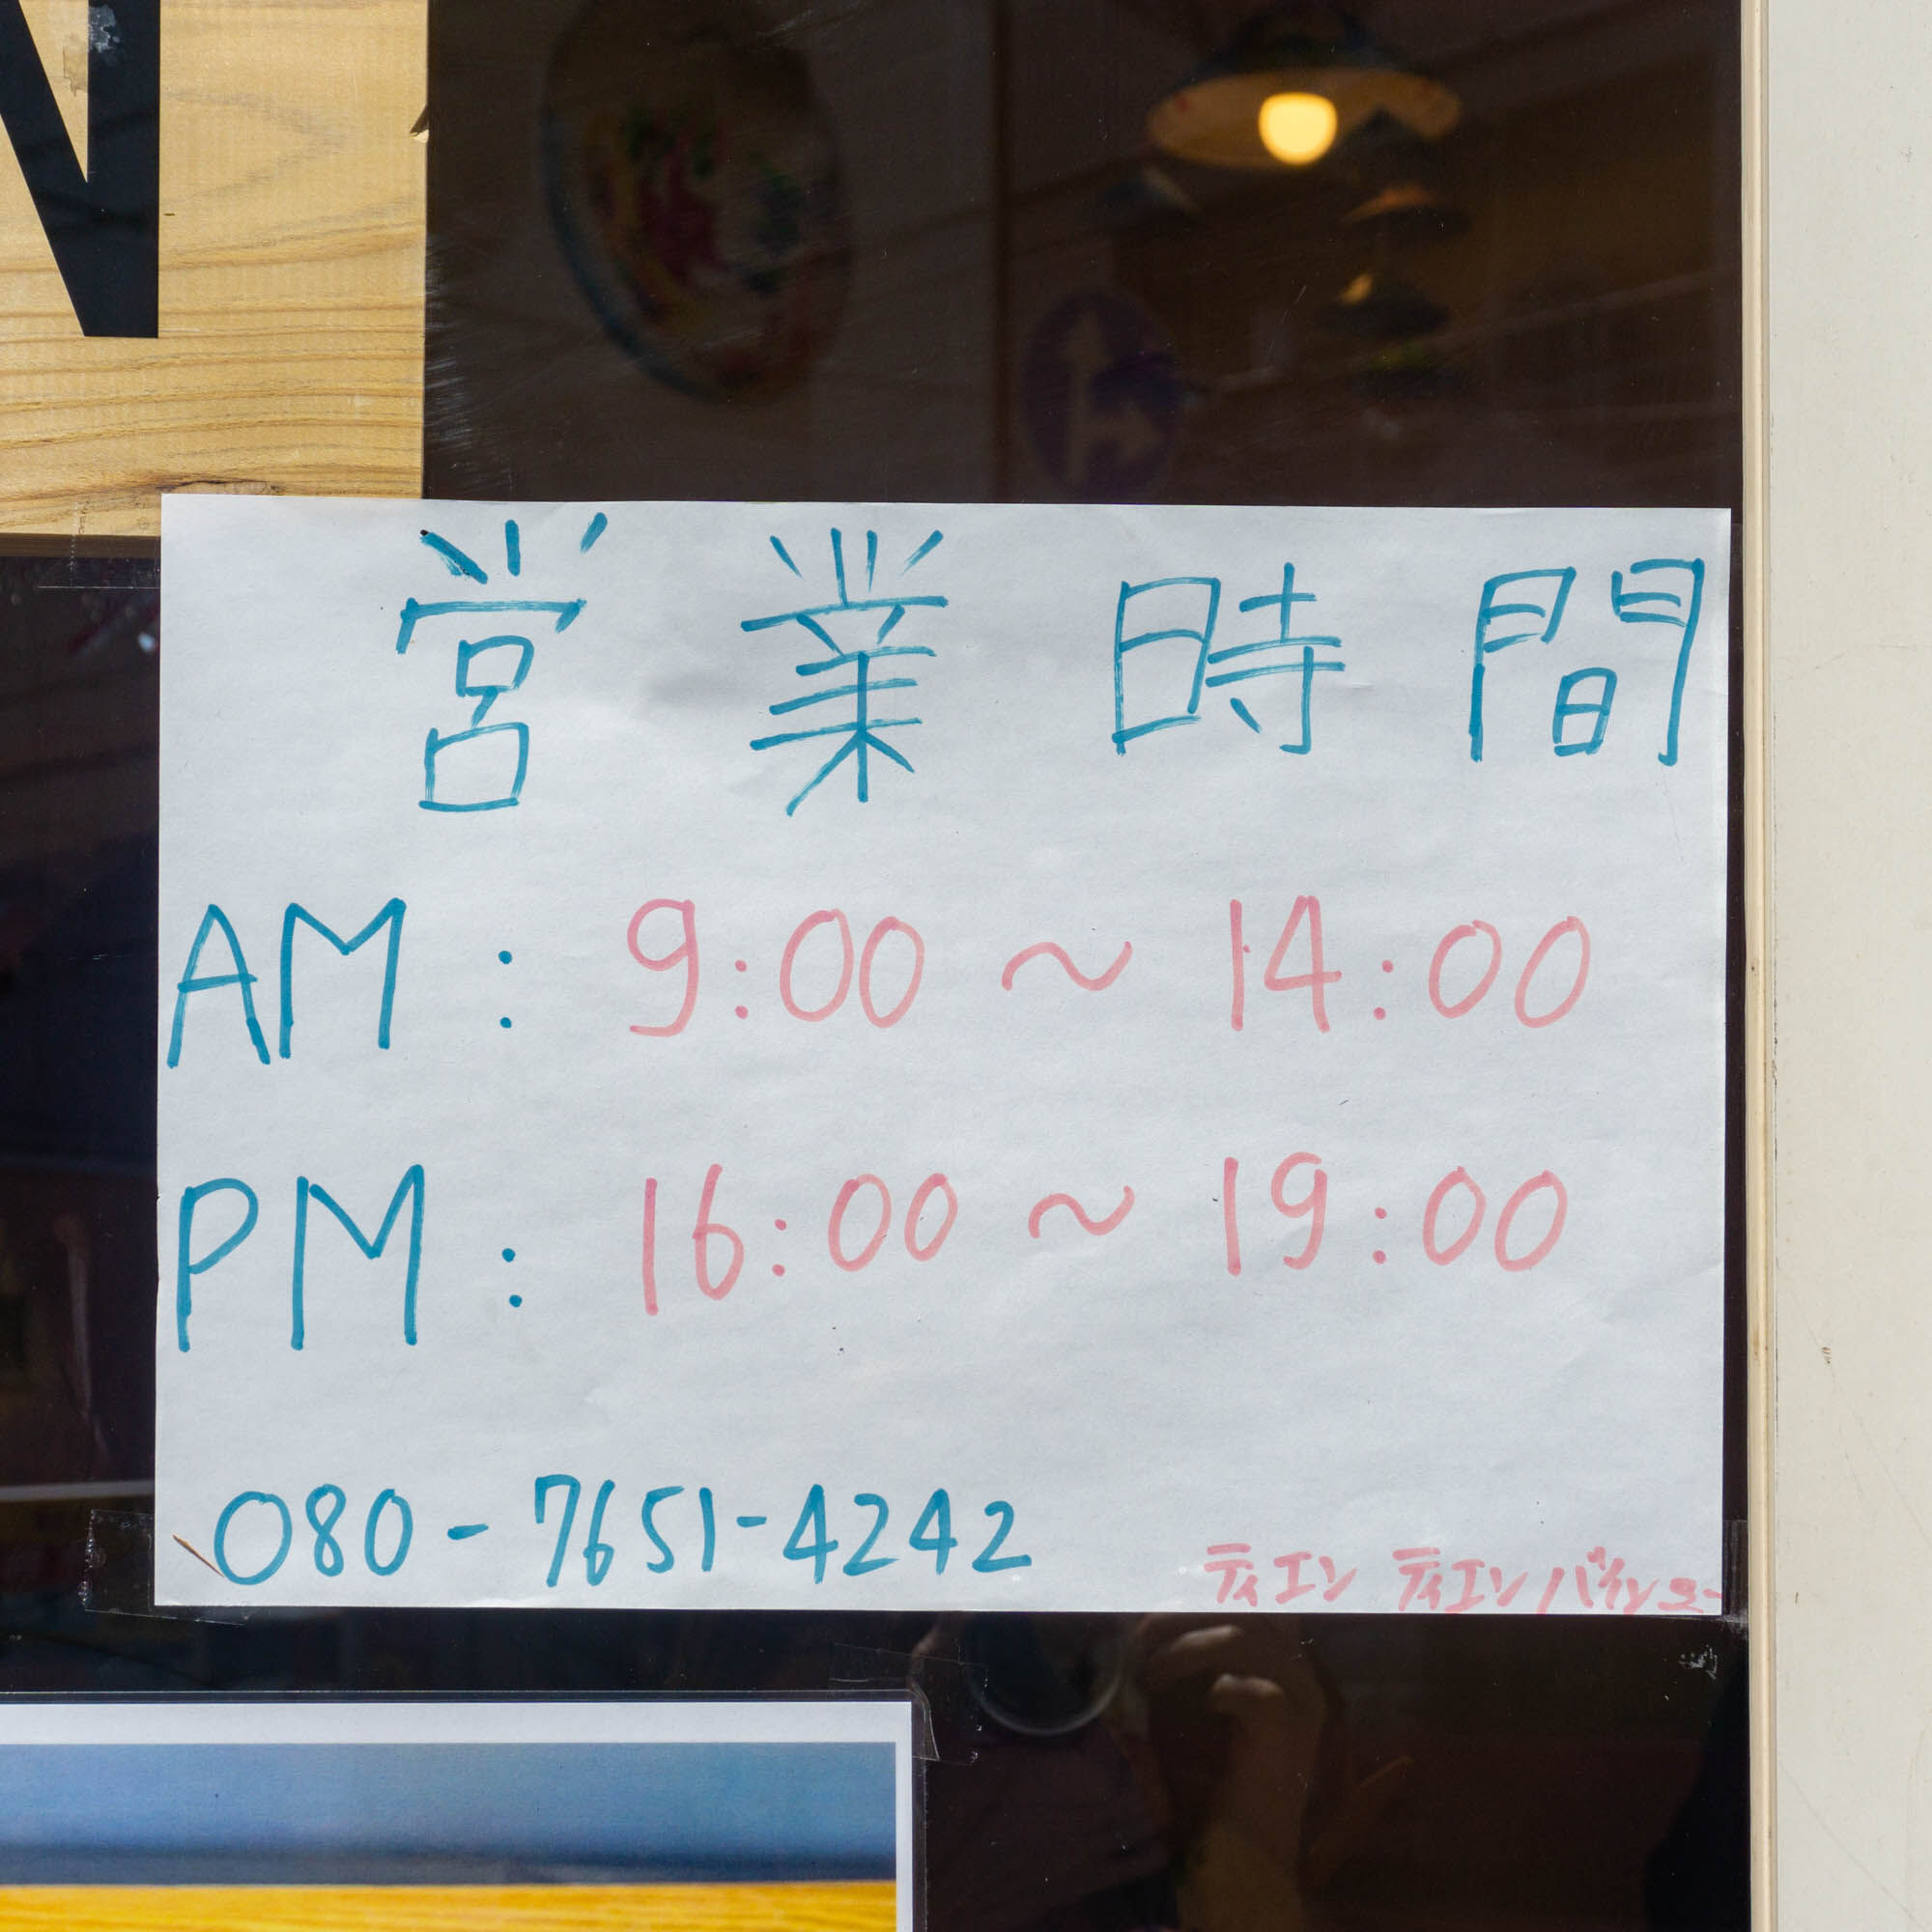 N
営業時間
AM : 9:00 ~ 14:00
PM : 16:00 ~ 19:00
080-7651-4242
ティエン ティエンバインミー